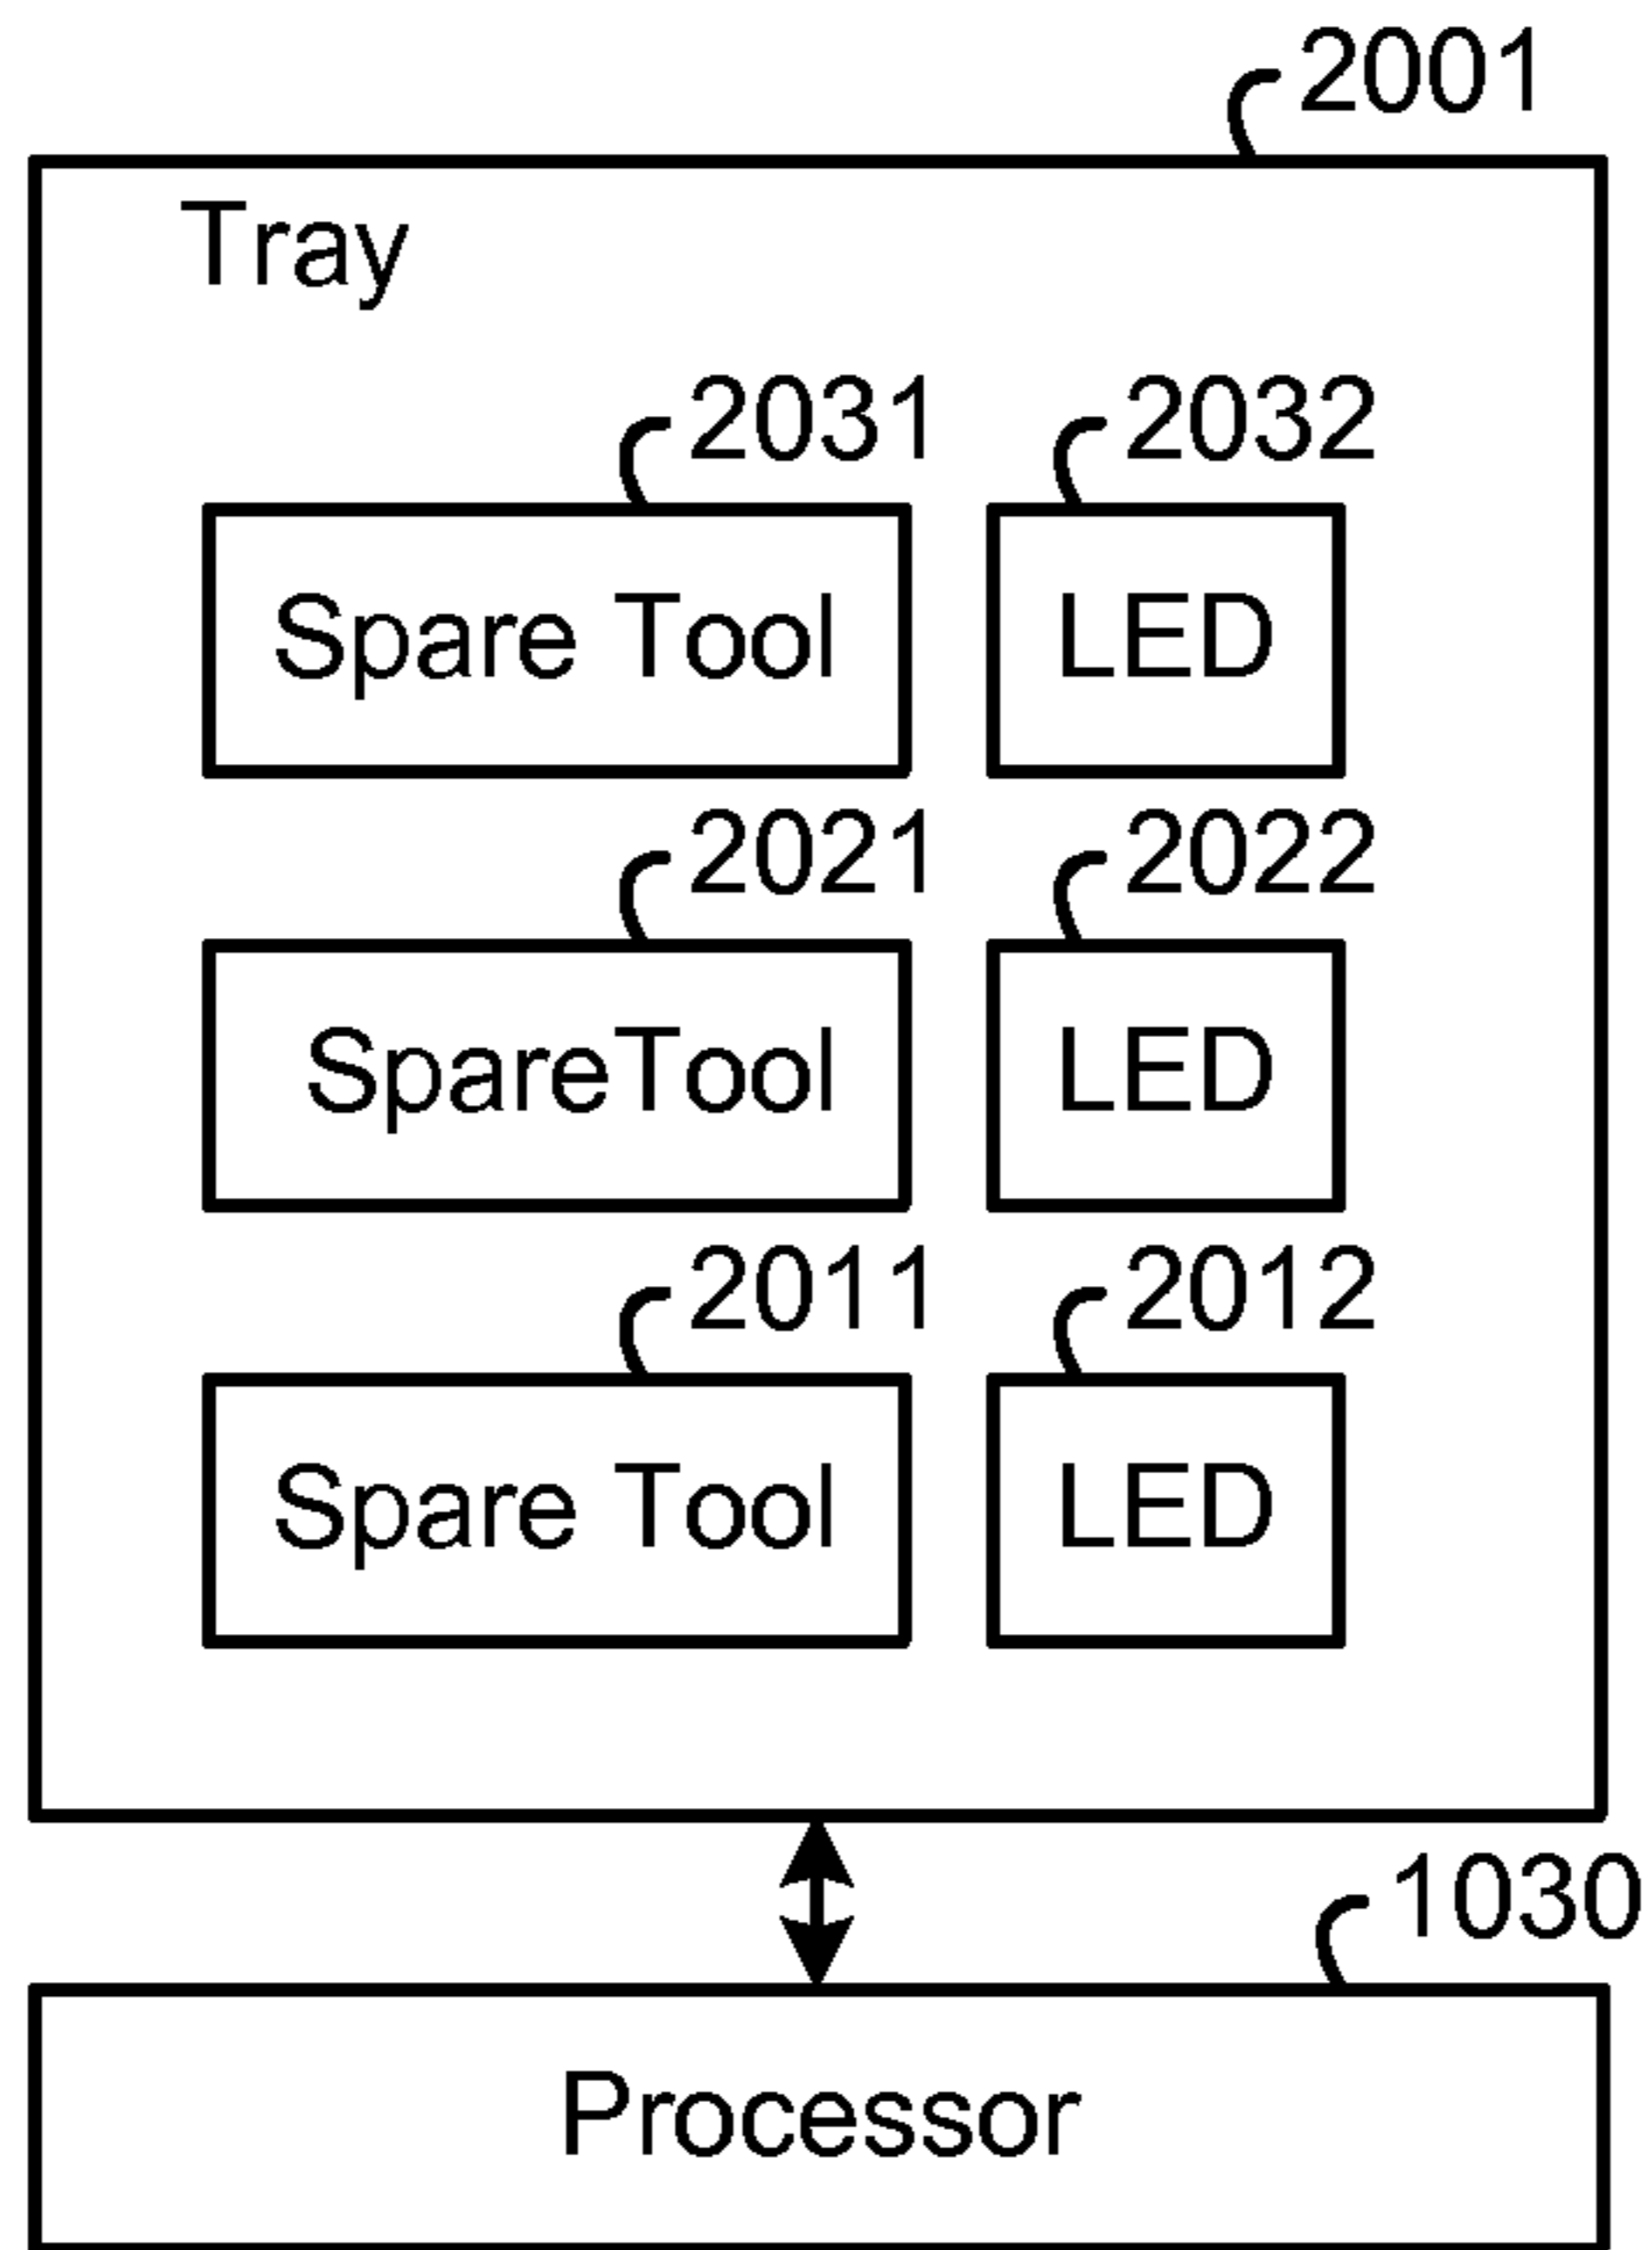 2001
Tray
2031 2032
Spare Tool LED
2021 2022
SpareTool LED
2011 2012
Spare Tool LED
1030
Processor